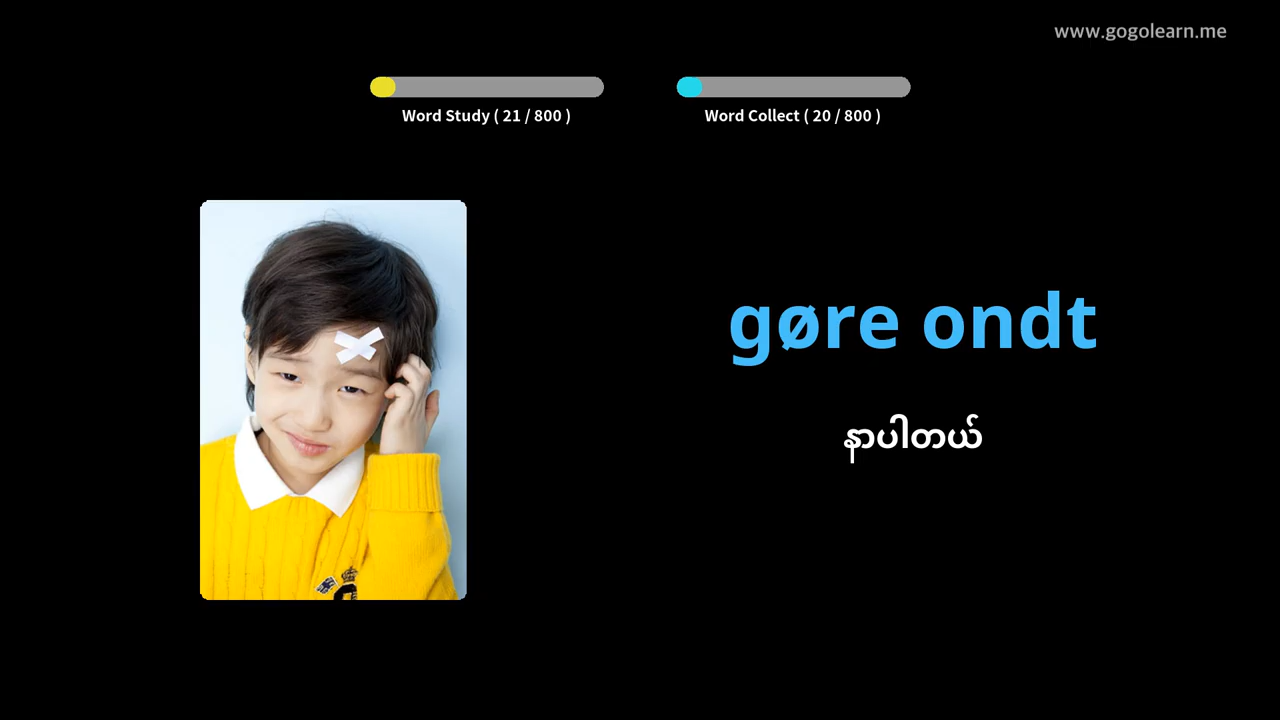 www.gogolearn.me
Word Study ( 21 / 800 )
Word Collect ( 20 / 800 )
gøre ondt
နာပါတယ်